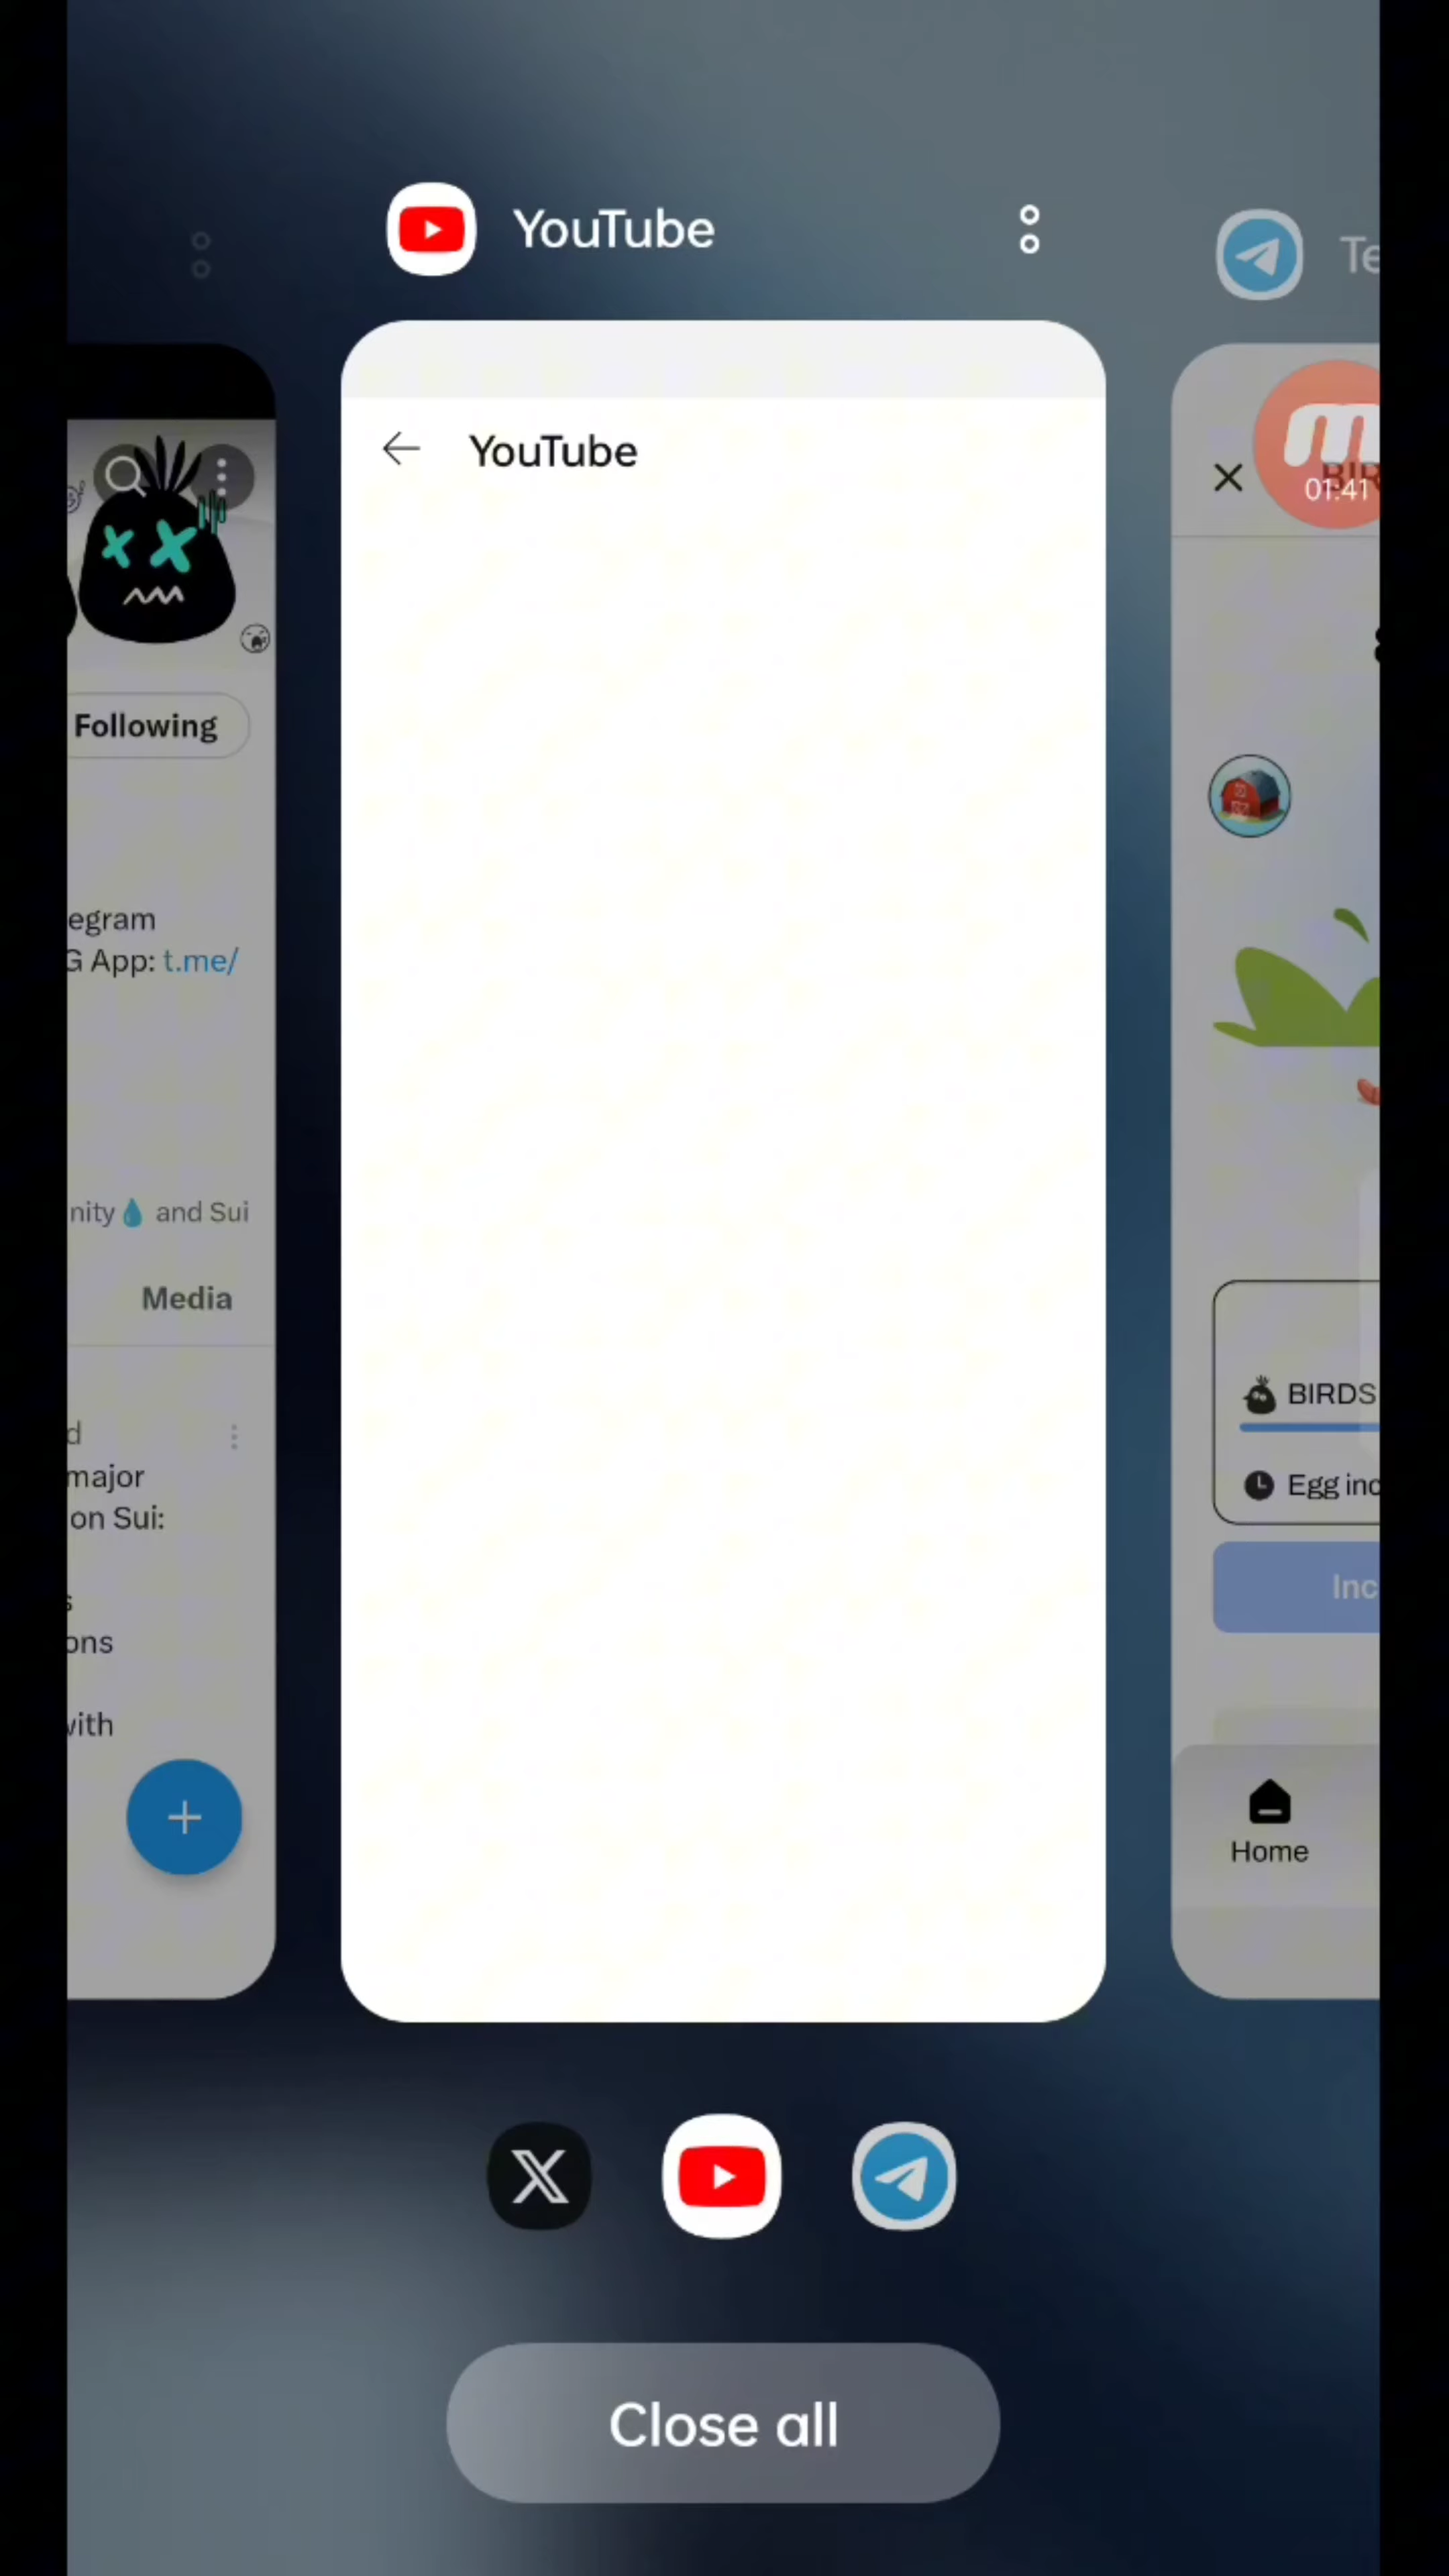 YouTube
Te
YouTube
01:41
Following
egram
G App: t.me/
nity💧 and Sui
Media
d
major
on Sui:
s
ons
with
BIRDS
Egg inc
Inc
Home
Close all